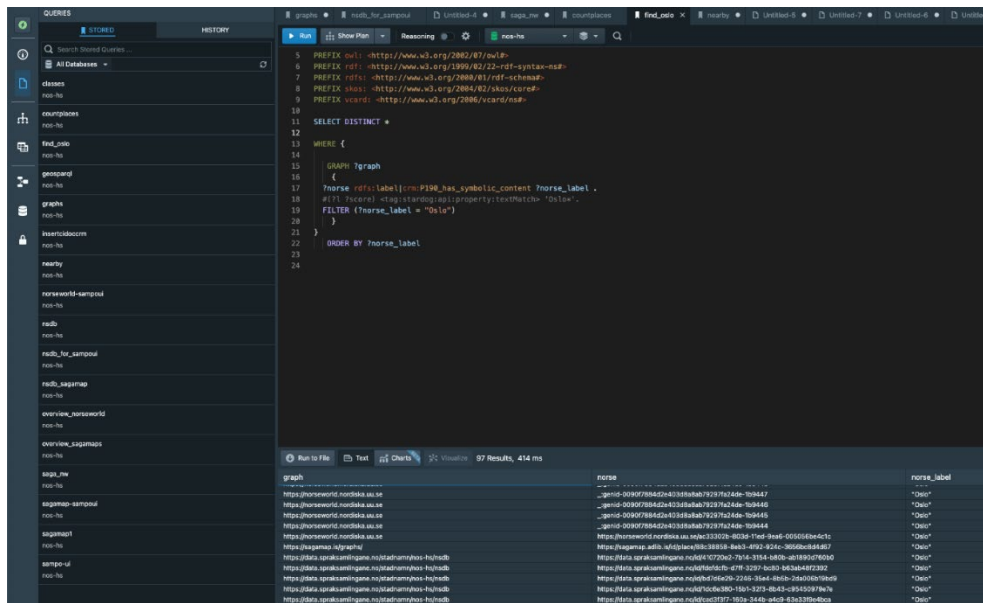 QUERIES
STORED
HISTORY
Search Stored Queries ...
All Databases
classes
nos-hs
countplaces
nos-hs
find_oslo
nos-hs
geosparql
nos-hs
graphs
nos-hs
insertcidoccrm
nos-hs
nearby
nos-hs
norseworld-sampoui
nos-hs
nsdb
nos-hs
nsdb_for_sampoui
nos-hs
nsdb_sagamap
nos-hs
overview_norseworld
nos-hs
overview_sagamaps
nos-hs
saga_nw
nos-hs
sagamap-sampoui
nos-hs
sagamap1
nos-hs
sampo-ui
nos-hs
graphs
nsdb_for_sampoui
Untitled-4
saga_nw
countplaces
find_oslo
nearby
Untitled-5
Untitled-6
Run
Show Plan
Reasoning
nos-hs
5 PREFIX owl: <http://www.w3.org/2002/07/owl#>
6 PREFIX rdf: <http://www.w3.org/1999/02/22-rdf-syntax-ns#>
7 PREFIX rdfs: <http://www.w3.org/2000/01/rdf-schema#>
8 PREFIX skos: <http://www.w3.org/2004/02/skos/core#>
9 PREFIX vcard: <http://www.w3.org/2006/vcard/ns#>
10
11 SELECT DISTINCT *
12
13 WHERE {
14
15 GRAPH ?graph
16 {
17 ?norse rdfs:label|crm:P190_has_symbolic_content ?norse_label .
18 #(?l ?score) <tag:stardog:api:property:textMatch> 'Oslo*'.
19 FILTER (?norse_label = "Oslo")
20 }
21 }
22 ORDER BY ?norse_label
23
24
Run to File
Text
Charts
Visualize
97 Results, 414 ms
graph norse norse_label
https://norseworld.nordiska.uu.se "Oslo"
https://norseworld.nordiska.uu.se "Oslo"
https://norseworld.nordiska.uu.se "Oslo"
https://norseworld.nordiska.uu.se "Oslo"
https://norseworld.nordiska.uu.se "Oslo"
https://sagamap.is/graphs/ "Oslo"
https://data.spraksamlingane.no/stadnamn/nos-hs/nsdb "Oslo"
https://data.spraksamlingane.no/stadnamn/nos-hs/nsdb "Oslo"
https://data.spraksamlingane.no/stadnamn/nos-hs/nsdb "Oslo"
https://data.spraksamlingane.no/stadnamn/nos-hs/nsdb "Oslo"
https://data.spraksamlingane.no/stadnamn/nos-hs/nsdb "Oslo"